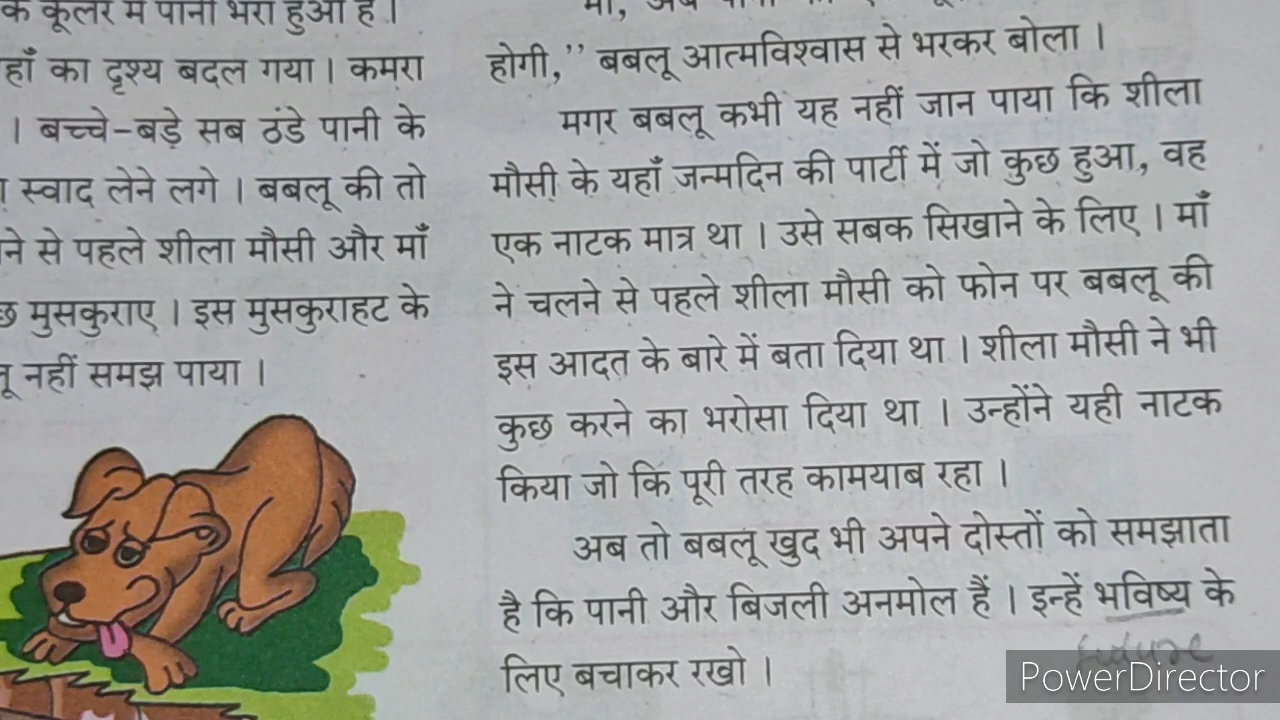 के कूलर में पानी भरा हुआ है ।
हाँ का दृश्य बदल गया । कमरा
। बच्चे-बड़े सब ठंडे पानी के
स्वाद लेने लगे । बबलू की तो
ने से पहले शीला मौसी और माँ
छ मुसकुराए । इस मुसकुराहट के
नहीं समझ पाया ।
होगी,” बबलू आत्मविश्वास से भरकर बोला ।
मगर बबलू कभी यह नहीं जान पाया कि शीला
मौसी के यहाँ जन्मदिन की पार्टी में जो कुछ हुआ, वह
एक नाटक मात्र था । उसे सबक सिखाने के लिए । माँ
ने चलने से पहले शीला मौसी को फोन पर बबलू की
इस आदत के बारे में बता दिया था । शीला मौसी ने भी
कुछ करने का भरोसा दिया था । उन्होंने यही नाटक
किया जो कि पूरी तरह कामयाब रहा ।
अब तो बबलू खुद भी अपने दोस्तों को समझाता
है कि पानी और बिजली अनमोल हैं । इन्हें भविष्य के
future
लिए बचाकर रखो ।
PowerDirector